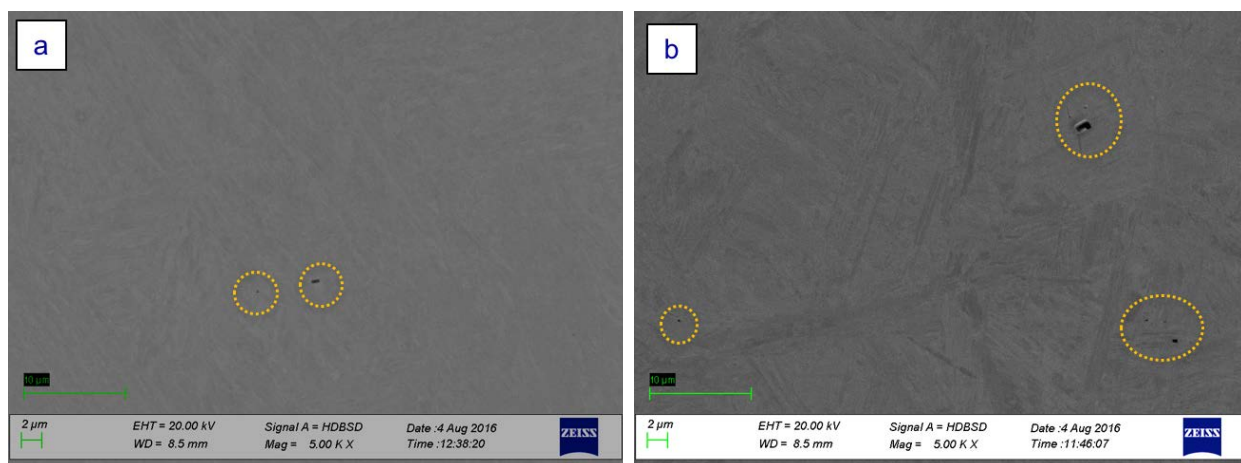 a
10 µm
2 µm
EHT = 20.00 kV
WD = 8.5 mm
Signal A = HDBSD
Mag = 5.00 K X
Date :4 Aug 2016
Time :12:38:20
ZEISS
b
10 µm
2 µm
EHT = 20.00 kV
WD = 8.5 mm
Signal A = HDBSD
Mag = 5.00 K X
Date :4 Aug 2016
Time :11:46:07
ZEISS